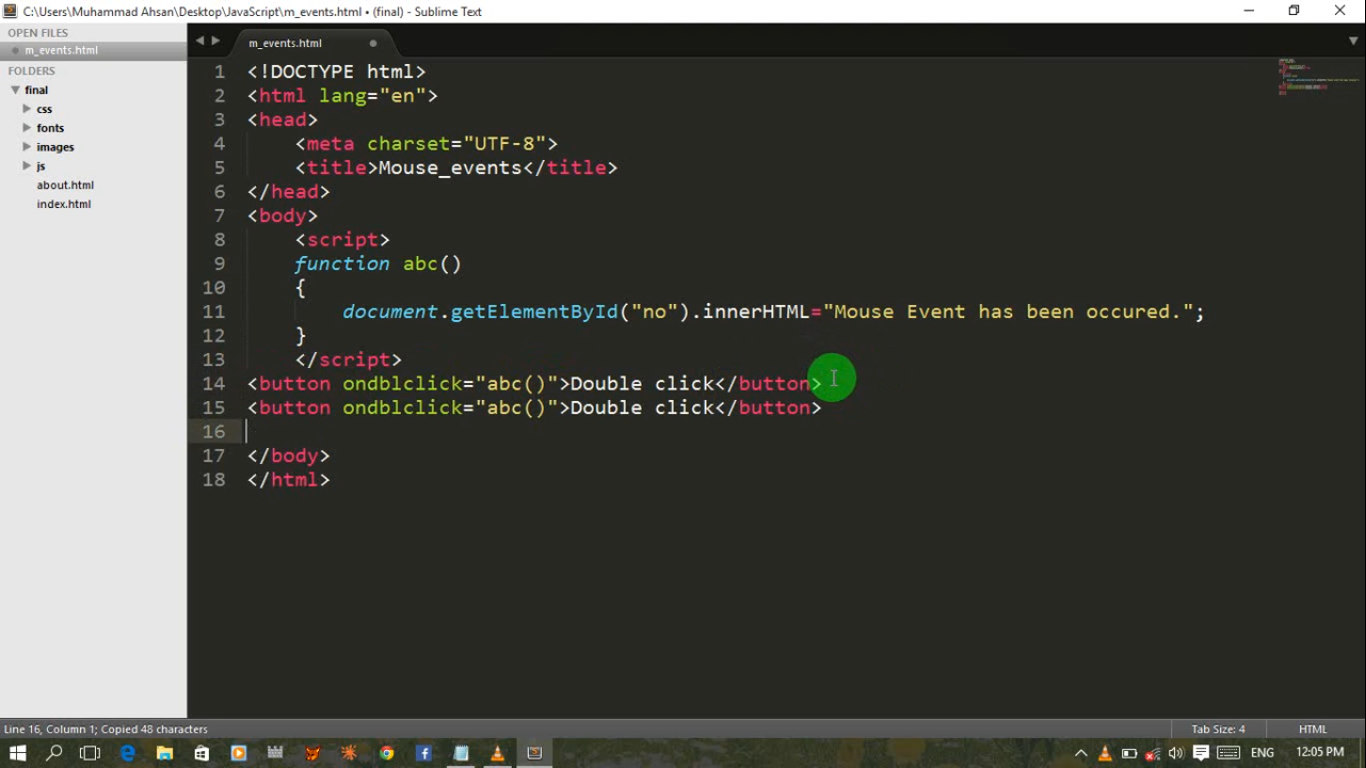 C:\Users\Muhammad Ahsan\Desktop\JavaScript\m_events.html • (final) - Sublime Text
OPEN FILES
m_events.html
FOLDERS
final
css
fonts
images
js
about.html
index.html
m_events.html
1 <!DOCTYPE html>
2 <html lang="en">
3 <head>
4 <meta charset="UTF-8">
5 <title>Mouse_events</title>
6 </head>
7 <body>
8 <script>
9 function abc()
10 {
11 document.getElementById("no").innerHTML="Mouse Event has been occured.";
12 }
13 </script>
14 <button ondblclick="abc()">Double click</button>
15 <button ondblclick="abc()">Double click</button>
16
17 </body>
18 </html>
Line 16, Column 1; Copied 48 characters
Tab Size: 4
HTML
ENG
12:05 PM